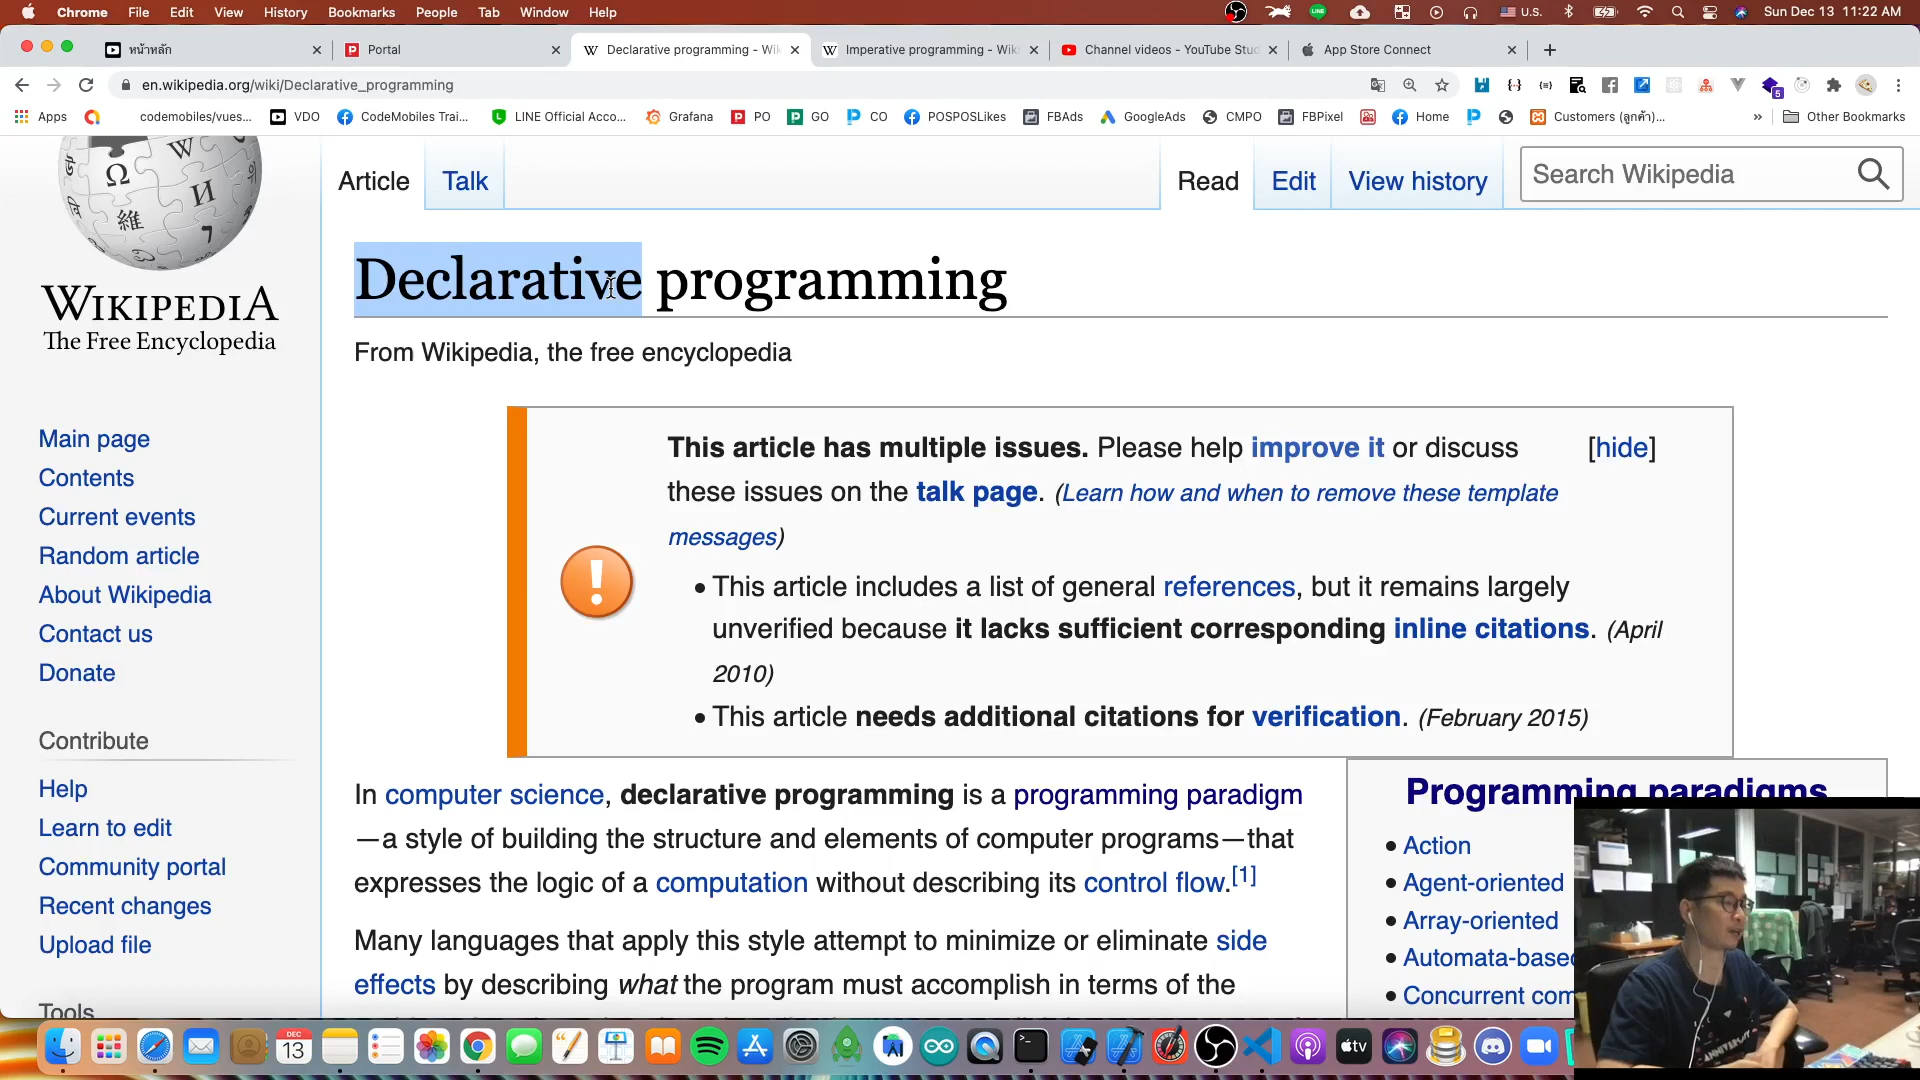 Chrome File Edit View History Bookmarks People Tab Window Help
U.S. Sun Dec 13 11:22 AM
หน้าหลัก
Portal
Declarative programming - Wik
Imperative programming - Wiki
Channel videos - YouTube Stud
App Store Connect
en.wikipedia.org/wiki/Declarative_programming
Apps codemobiles/vues... VDO CodeMobiles Trai... LINE Official Acco... Grafana PO GO CO POSPOSLikes FBAds GoogleAds CMPO FBPixel Home Customers (ลูกค้า)... » Other Bookmarks
Article Talk Read Edit View history Search Wikipedia
WIKIPEDIA
The Free Encyclopedia
Main page
Contents
Current events
Random article
About Wikipedia
Contact us
Donate
Contribute
Help
Learn to edit
Community portal
Recent changes
Upload file
Tools
Declarative programming
From Wikipedia, the free encyclopedia
This article has multiple issues. Please help improve it or discuss [hide]
these issues on the talk page. (Learn how and when to remove these template
messages)
• This article includes a list of general references, but it remains largely
unverified because it lacks sufficient corresponding inline citations. (April
2010)
• This article needs additional citations for verification. (February 2015)
In computer science, declarative programming is a programming paradigm
—a style of building the structure and elements of computer programs—that
expresses the logic of a computation without describing its control flow.[1]
Many languages that apply this style attempt to minimize or eliminate side
effects by describing what the program must accomplish in terms of the
Programming paradigms
• Action
• Agent-oriented
• Array-oriented
• Automata-based
• Concurrent com
DEC
13
tv